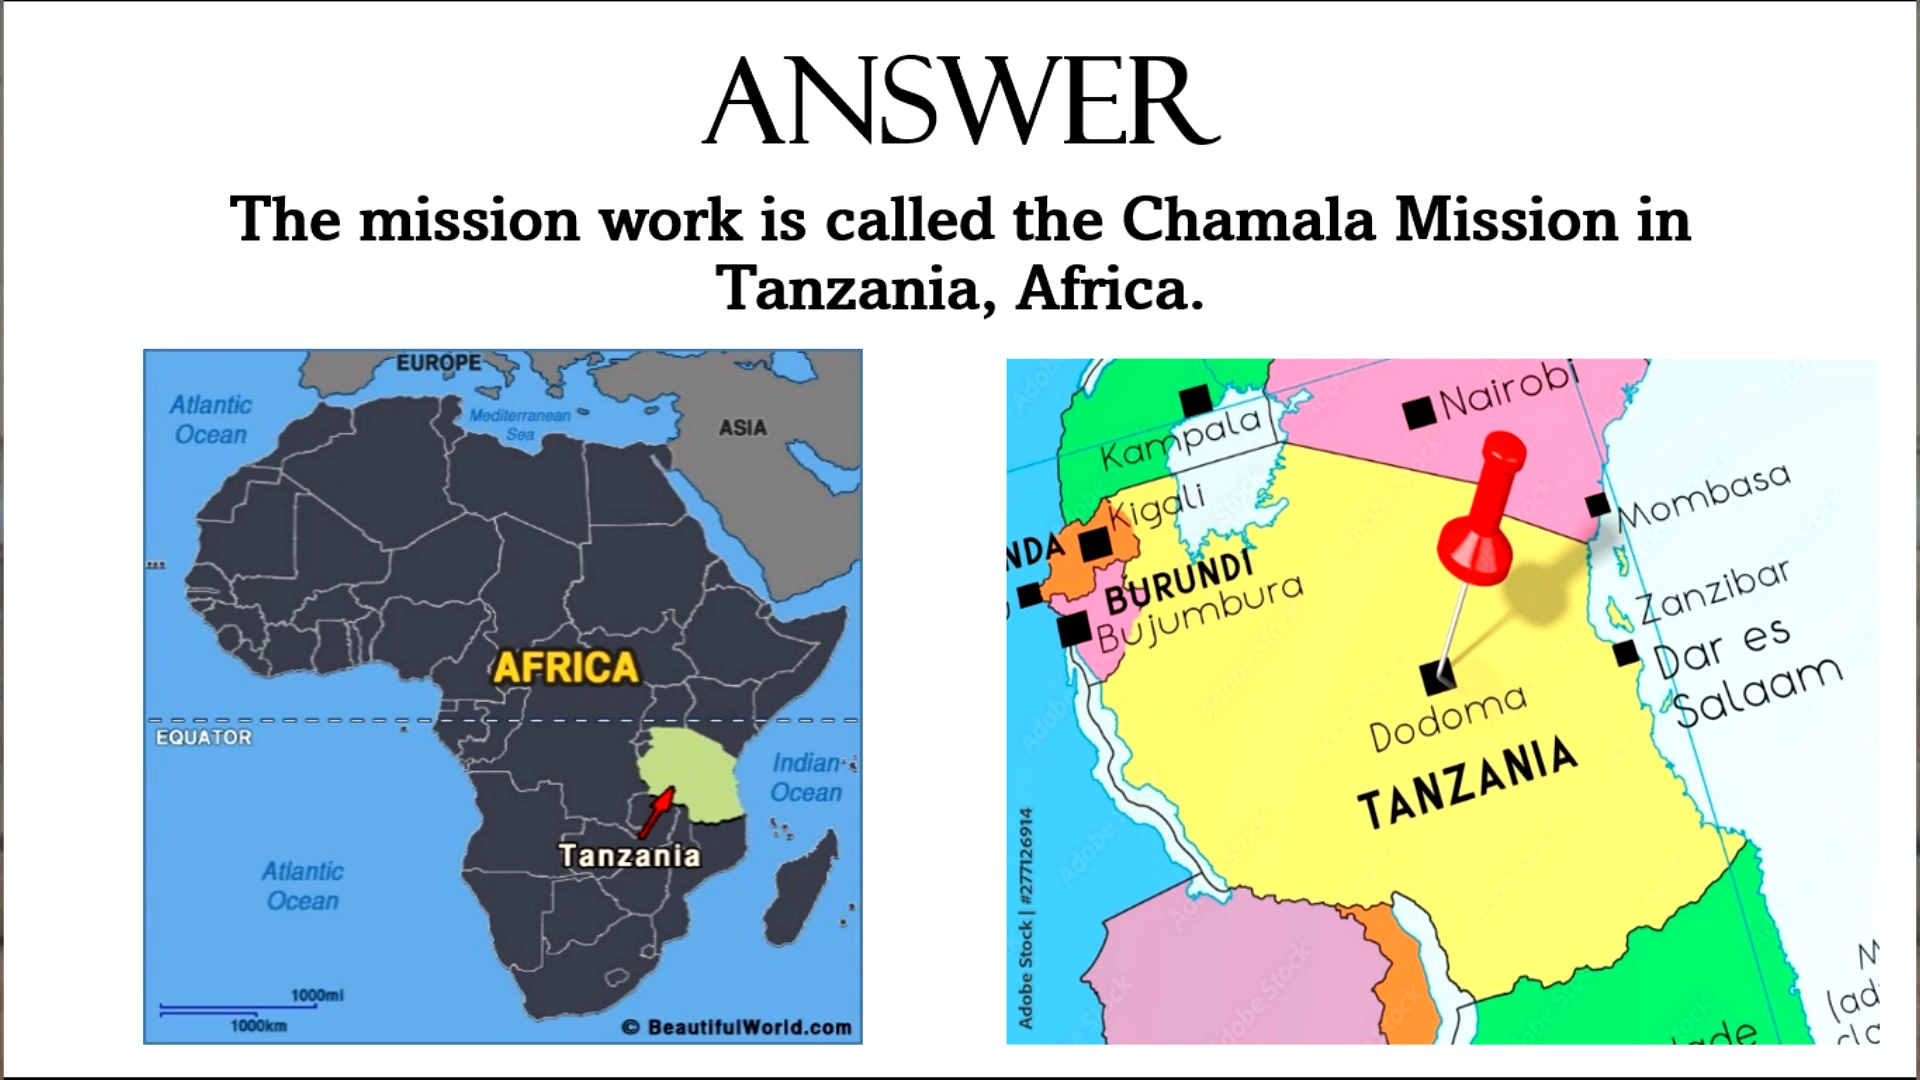 ANSWER
The mission work is called the Chamala Mission in
Tanzania, Africa.
EUROPE
Atlantic
Ocean
Mediterranean
Sea
ASIA
AFRICA
EQUATOR
Indian
Ocean
Tanzania
Atlantic
Ocean
1000mi
1000km
© BeautifulWorld.com
Nairobi
Kampala
Kigali
Mombasa
NDA
BURUNDI
Bujumbura
Zanzibar
Dar es
Salaam
Dodoma
TANZANIA
Adobe Stock | #277126914